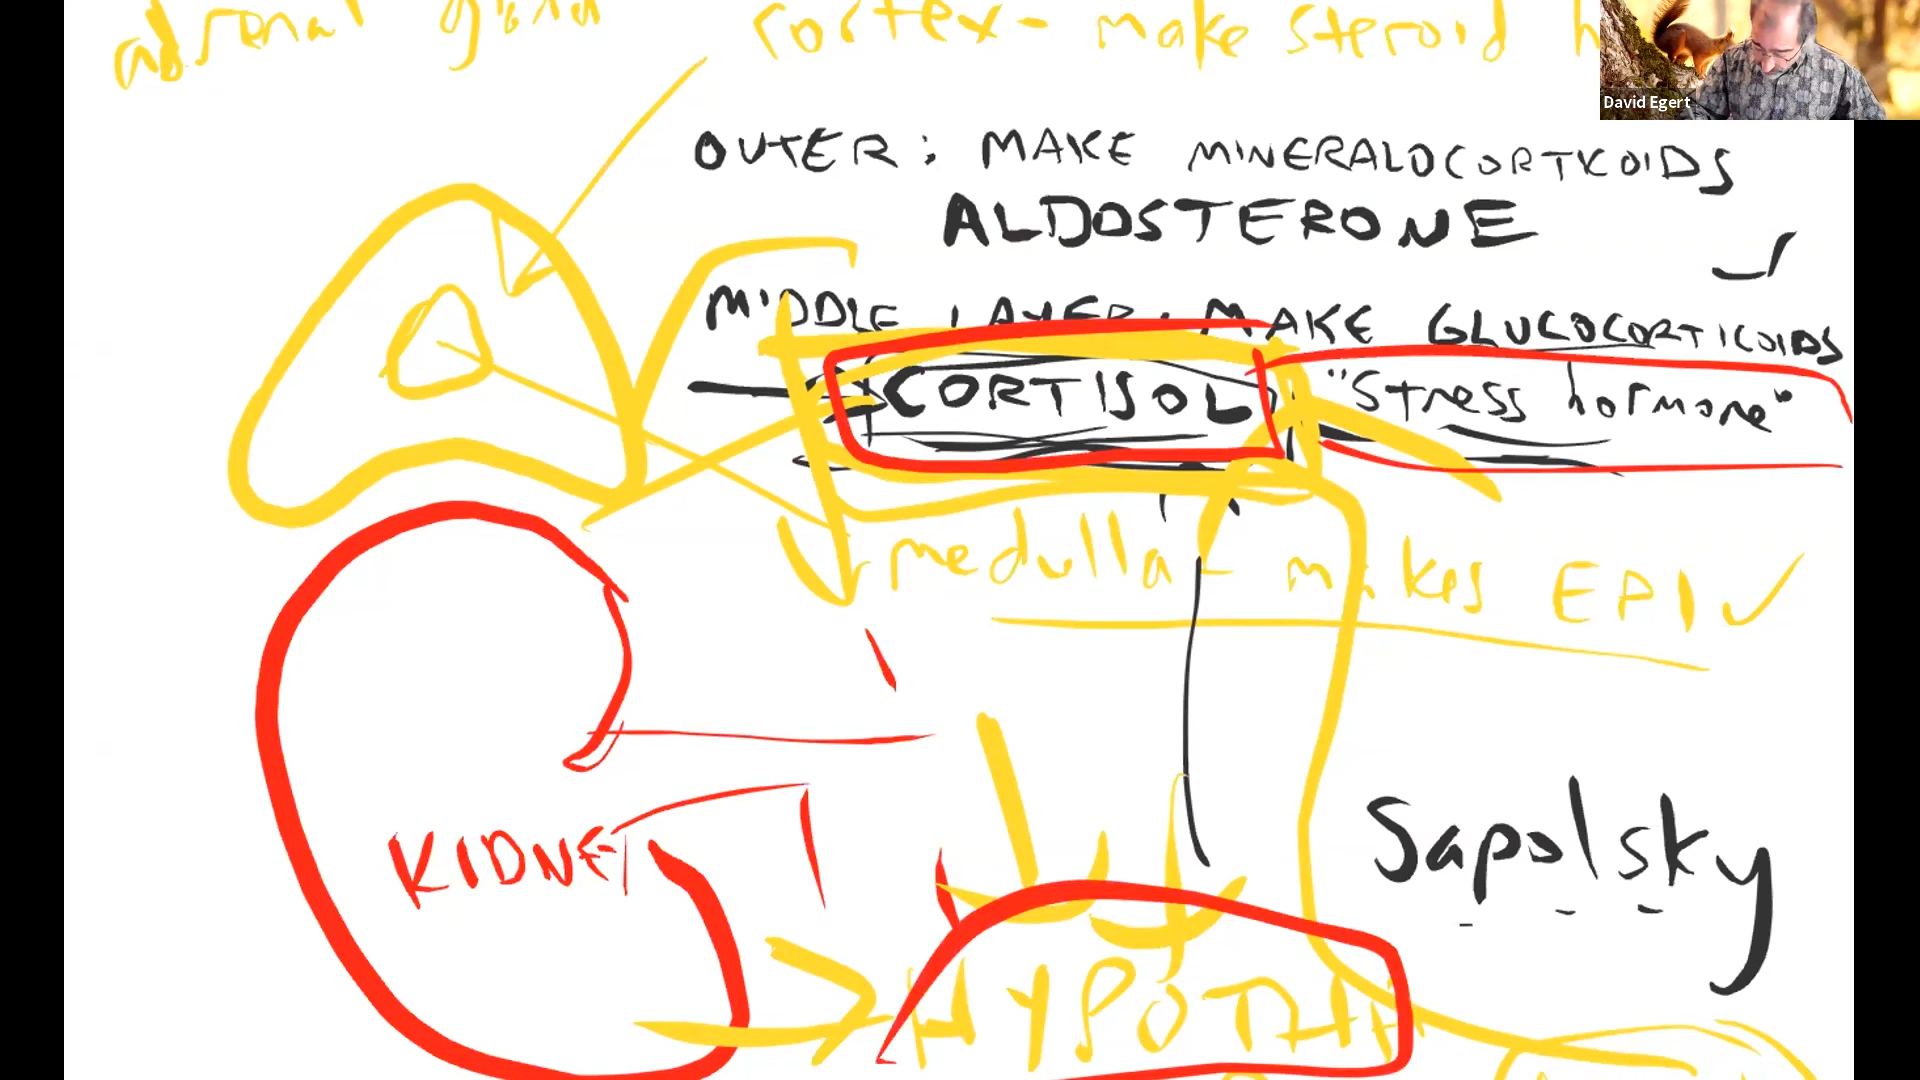 adrenal gland cortex - make steroid h
David Egert
OUTER: MAKE MINERALOCORTICOIDS
ALDOSTERONE
MIDDLE LAYER: MAKE GLUCOCORTICOIDS
CORTISOL "Stress hormone"
medulla - makes EPI
KIDNEY
Sapolsky
HYPOTH